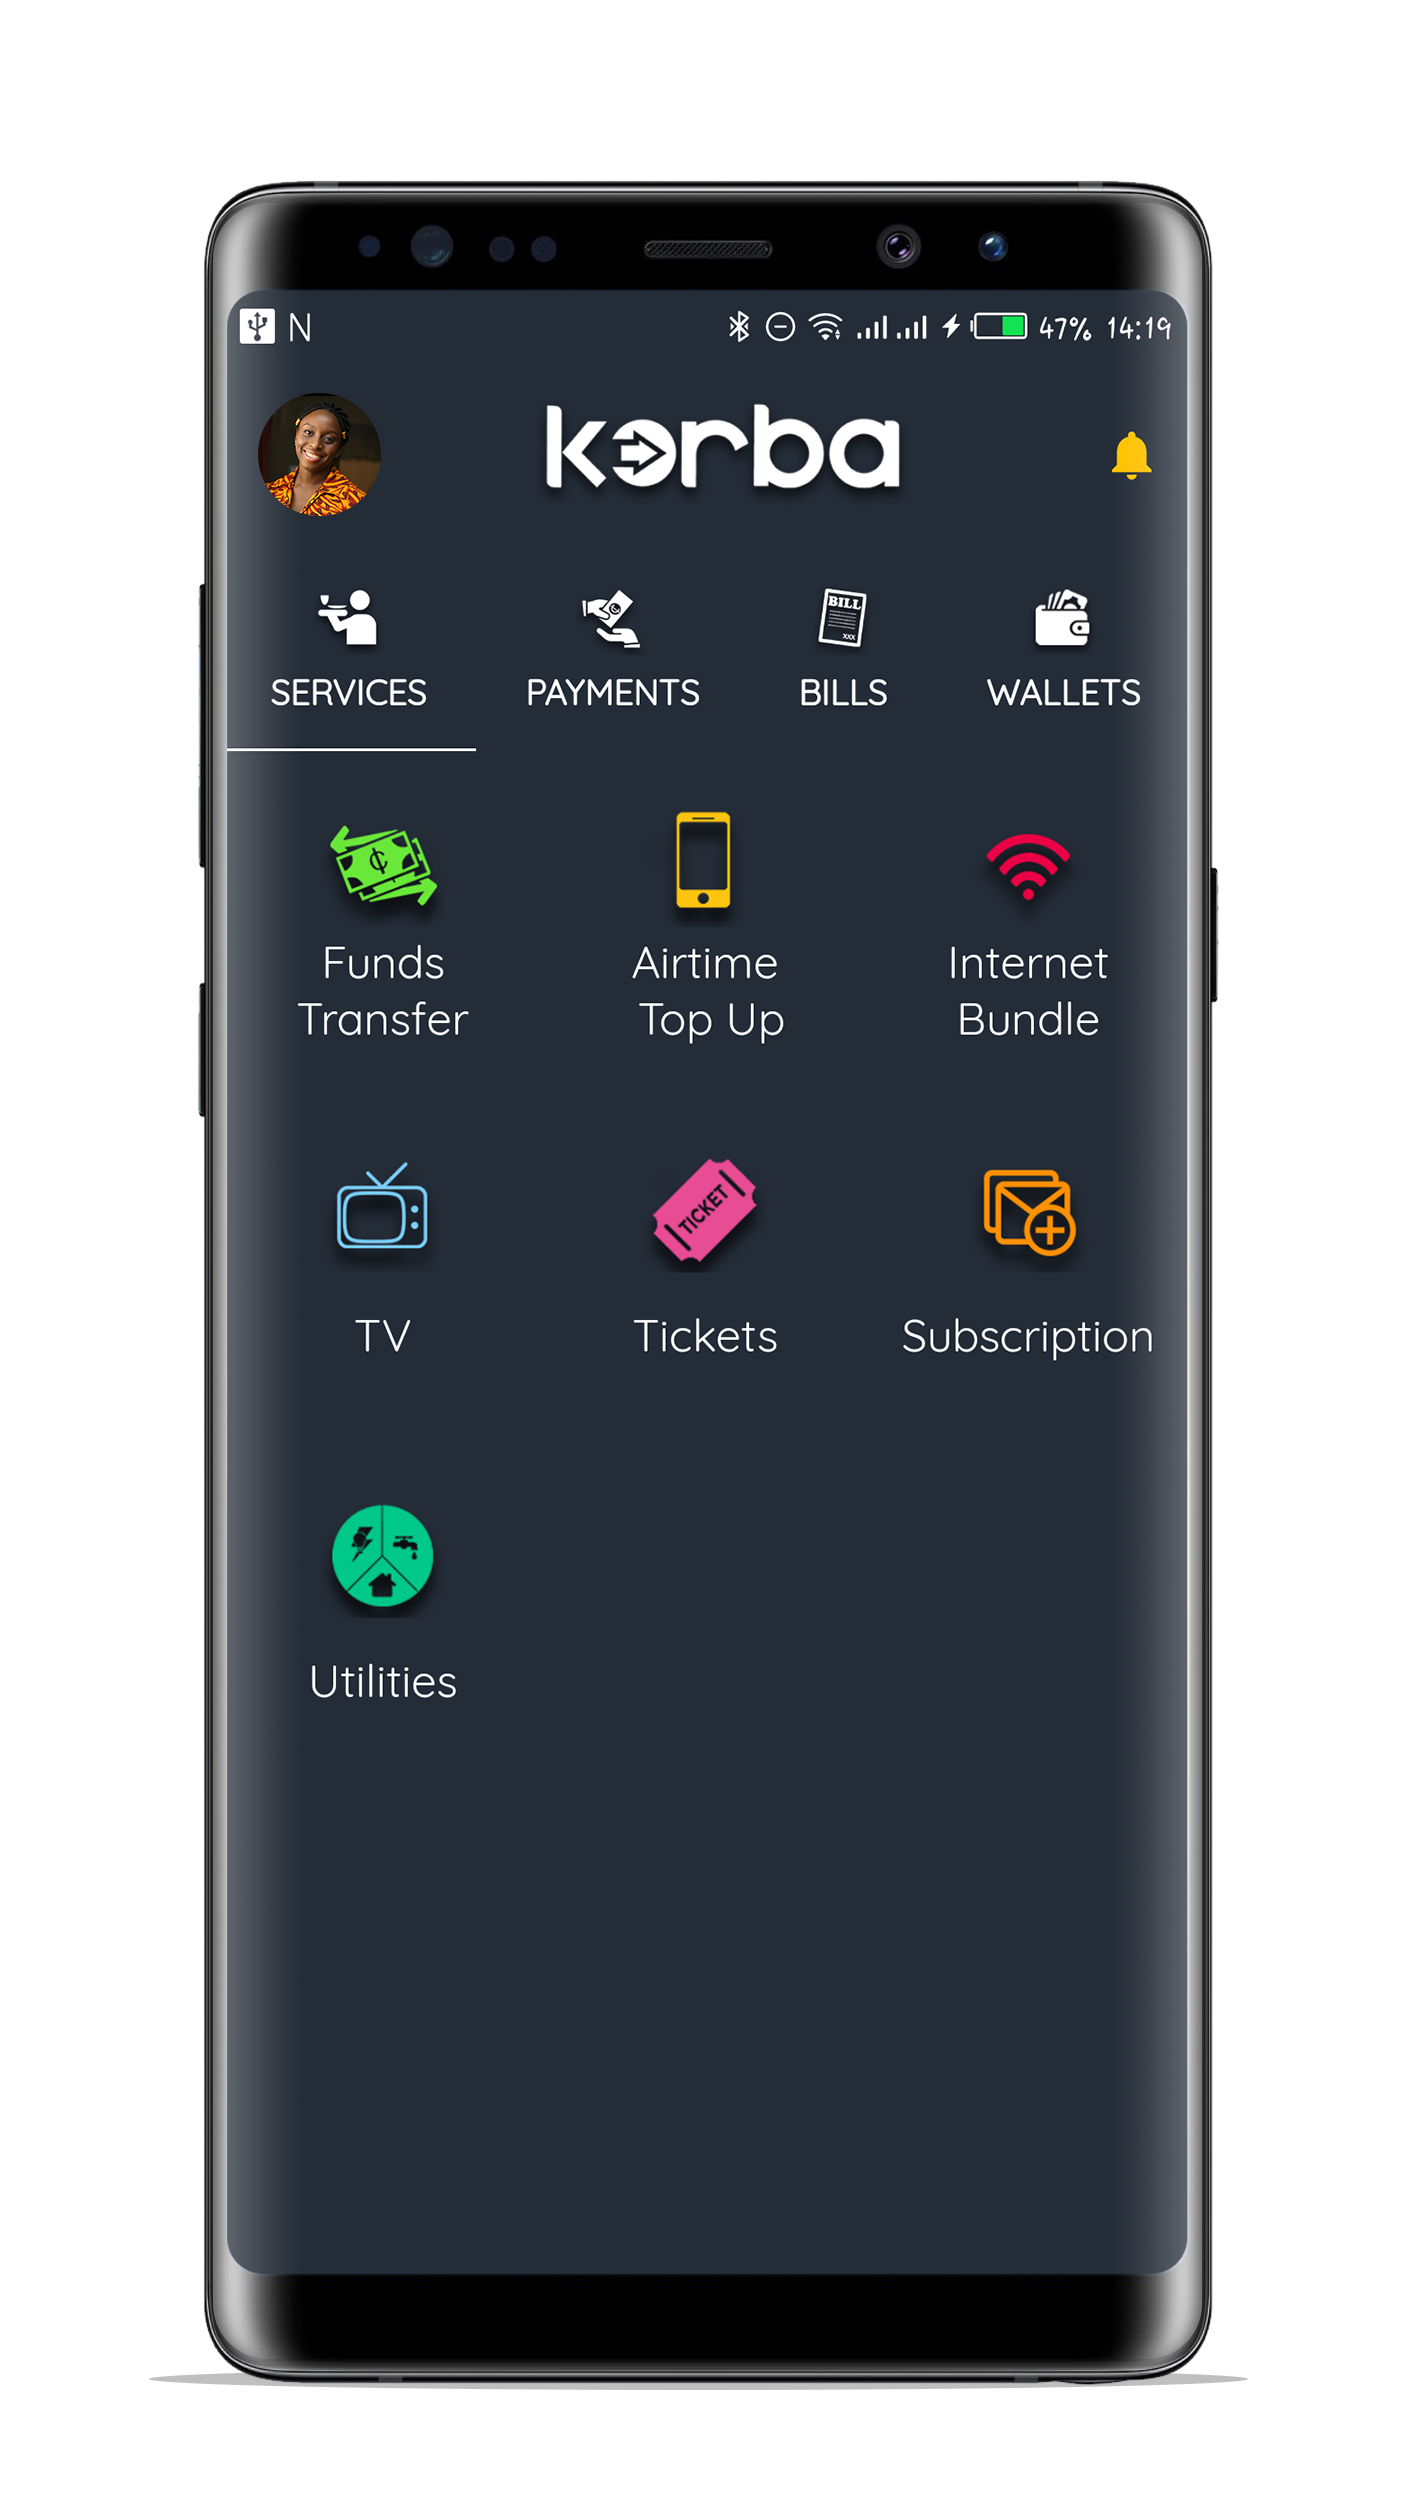 N 47% 14:19
korba
SERVICES PAYMENTS BILL BILLS WALLETS
XXX
Funds Transfer
Airtime Top Up
Internet Bundle
TV
TICKET
Tickets
Subscription
Utilities